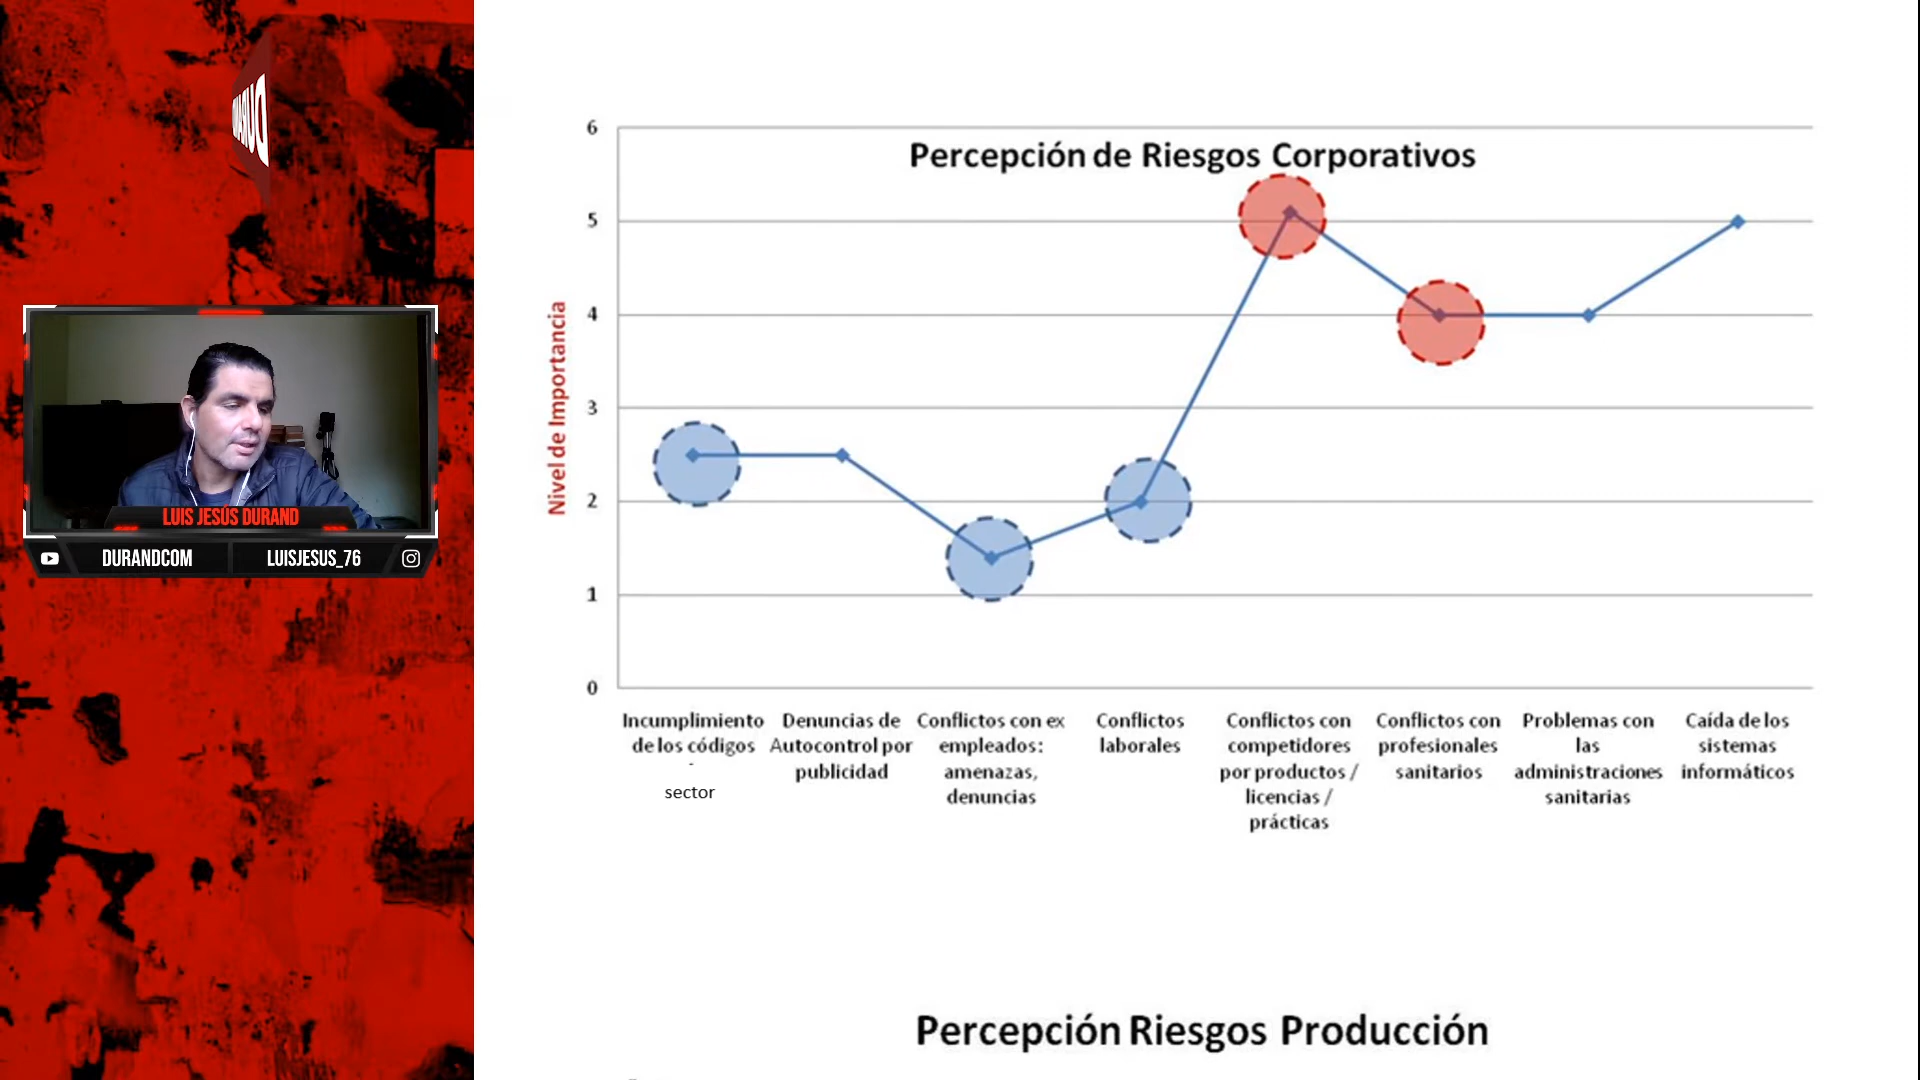 LUIS JESÚS DURAND
DURANDCOM
LUISJESUS_76
Percepción de Riesgos Corporativos
Nivel de Importancia
6
5
4
3
2
1
0
Incumplimiento
de los códigos
sector
Denuncias de
Autocontrol por
publicidad
Conflictos con ex
empleados:
amenazas,
denuncias
Conflictos
laborales
Conflictos con
competidores
por productos /
licencias /
prácticas
Conflictos con
profesionales
sanitarios
Problemas con
las
administraciones
sanitarias
Caída de los
sistemas
informáticos
Percepción Riesgos Producción